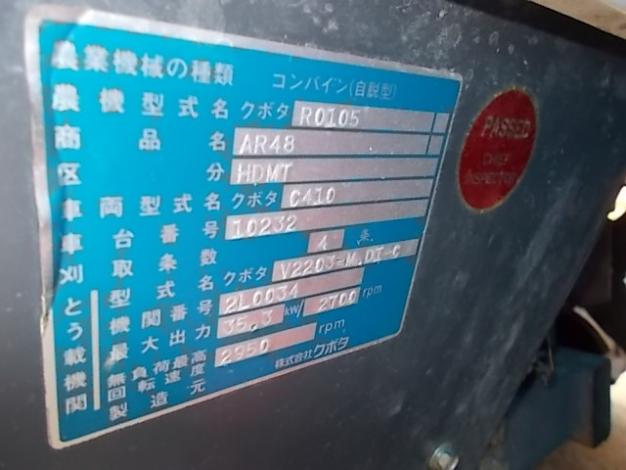 農業機械の種類 コンバイン(自脱型)
農機型式名 クボタ RO105
商品名 AR48
区分 HDMT
車両型式名 クボタ C410
車台番号 10232
刈取条数 4 条
とう載機関
型式名 クボタ V2203-M.DI-C
機関番号 2L0034
最大出力 35.3 kW/ 2700 rpm
無負荷最高回転速度 2950 rpm
製造元 株式会社クボタ
PASSED
CHIEF
INSPECTOR